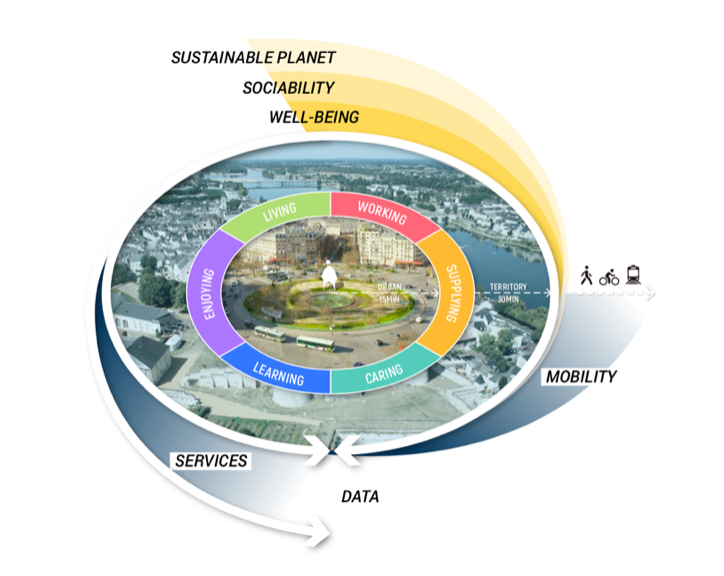 SUSTAINABLE PLANET
SOCIABILITY
WELL-BEING
LIVING
WORKING
ENJOYING
SUPPLYING
URBAN
15MIN
TERRITORY
30MIN
LEARNING
CARING
MOBILITY
SERVICES
DATA